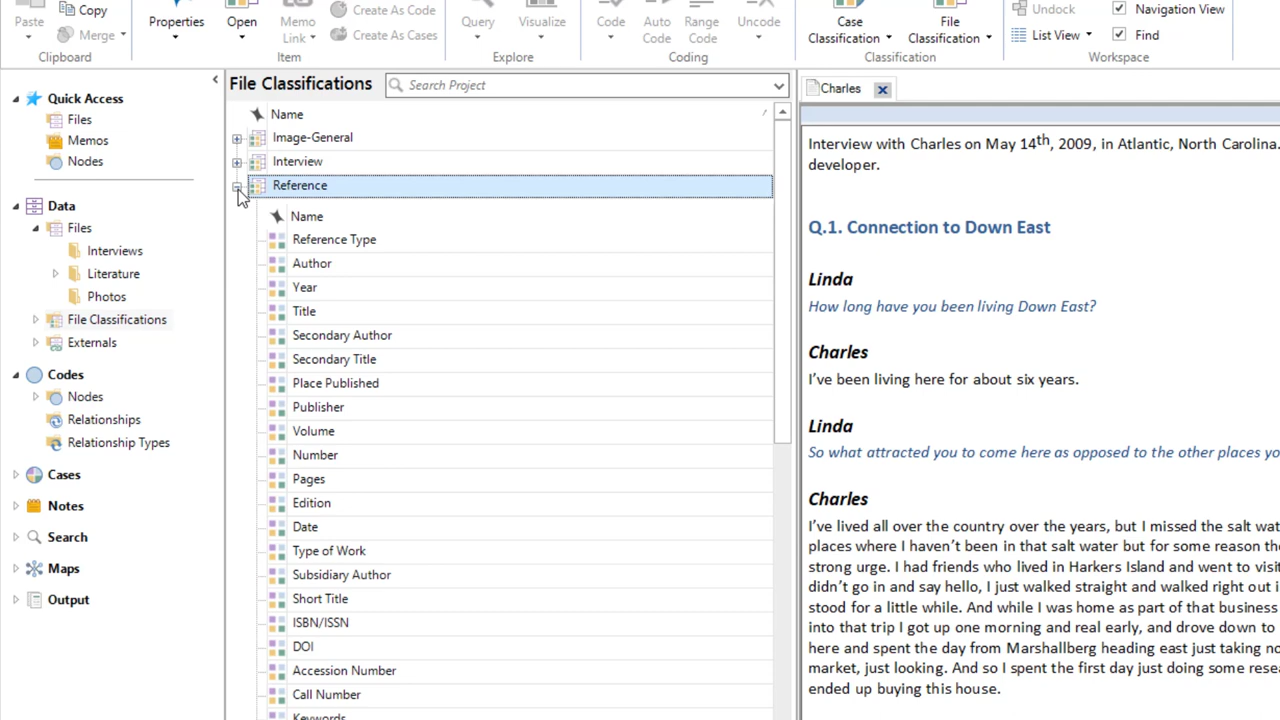 Paste
Copy
Merge
Clipboard
Properties
Open
Memo
Link
Create As Code
Create As Cases
Item
Query
Visualize
Explore
Code
Auto
Code
Range
Code
Uncode
Coding
Case
Classification
File
Classification
Classification
Undock
Navigation View
List View
Find
Workspace
Quick Access
Files
Memos
Nodes
Data
Files
Interviews
Literature
Photos
File Classifications
Externals
Codes
Nodes
Relationships
Relationship Types
Cases
Notes
Search
Maps
Output
File Classifications
Search Project
Name
Image-General
Interview
Reference
Name
Reference Type
Author
Year
Title
Secondary Author
Secondary Title
Place Published
Publisher
Volume
Number
Pages
Edition
Date
Type of Work
Subsidiary Author
Short Title
ISBN/ISSN
DOI
Accession Number
Call Number
Keywords
Charles
Interview with Charles on May 14th, 2009, in Atlantic, North Carolina.
developer.
Q.1. Connection to Down East
Linda
How long have you been living Down East?
Charles
I've been living here for about six years.
Linda
So what attracted you to come here as opposed to the other places yo
Charles
I've lived all over the country over the years, but I missed the salt wat
places where I haven't been in that salt water but for some reason the
strong urge. I had friends who lived in Harkers Island and went to visit
didn't go in and say hello, I just walked straight and walked right out i
stood for a little while. And while I was home as part of that business
into that trip I got up one morning and real early, and drove down to
here and spent the day from Marshallberg heading east just taking no
market, just looking. And so I spent the first day just doing some rese
ended up buying this house.